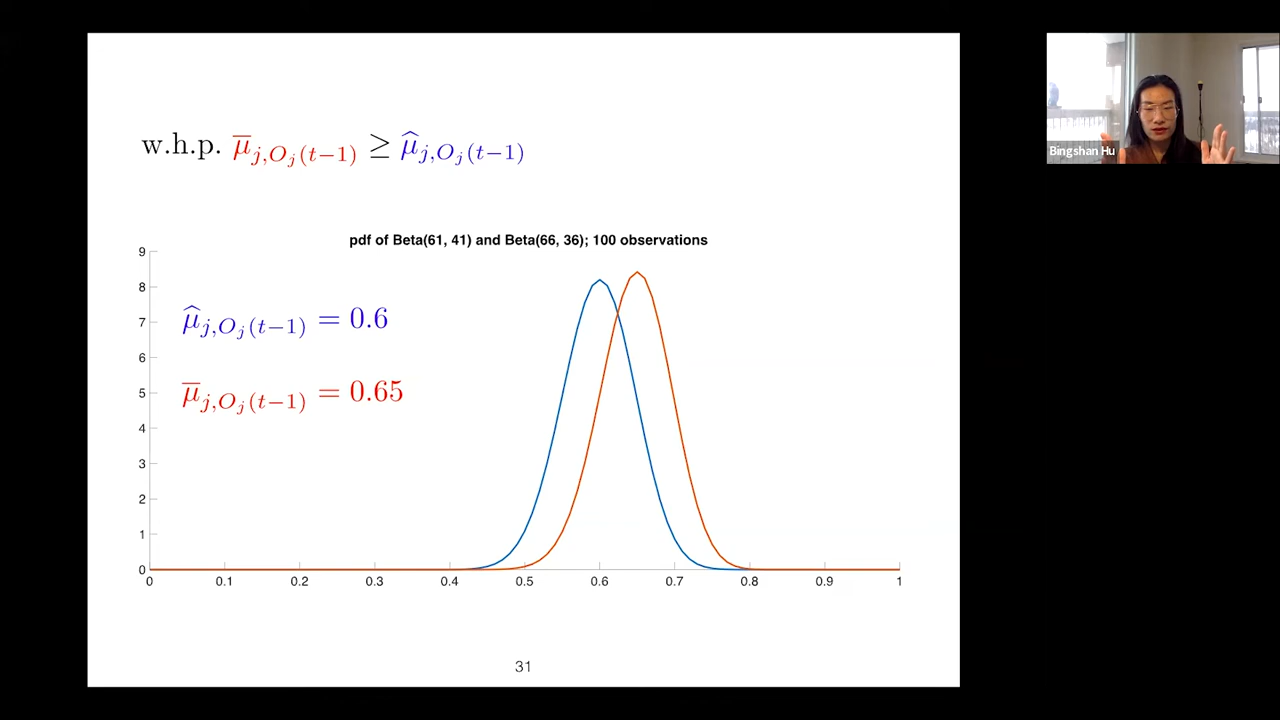 w.h.p. μ̅_{j,O_j(t−1)} ≥ μ̂_{j,O_j(t−1)}
Bingshan Hu
pdf of Beta(61, 41) and Beta(66, 36); 100 observations
9
8
7
6
5
4
3
2
1
0
μ̂_{j,O_j(t−1)} = 0.6
μ̅_{j,O_j(t−1)} = 0.65
0 0.1 0.2 0.3 0.4 0.5 0.6 0.7 0.8 0.9 1
31